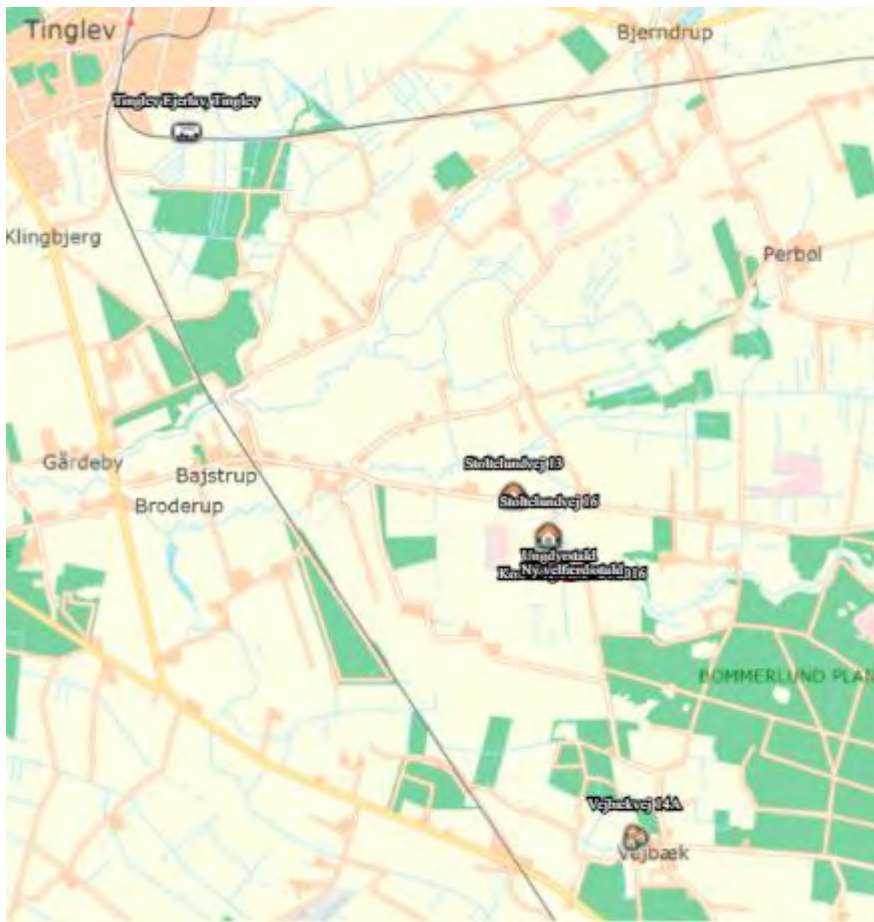 Tinglev
Bjerndrup
Tinglev Ejerlav, Tinglev
Klingbjerg
Perbøl
Gårdeby
Bajstrup
Broderup
Stoltelundvej 13
Stoltelundvej 16
Ungdyrstald
Ny velfærdsstald
BOMMERLUND PLAN
Vejbækvej 14A
Vejbæk